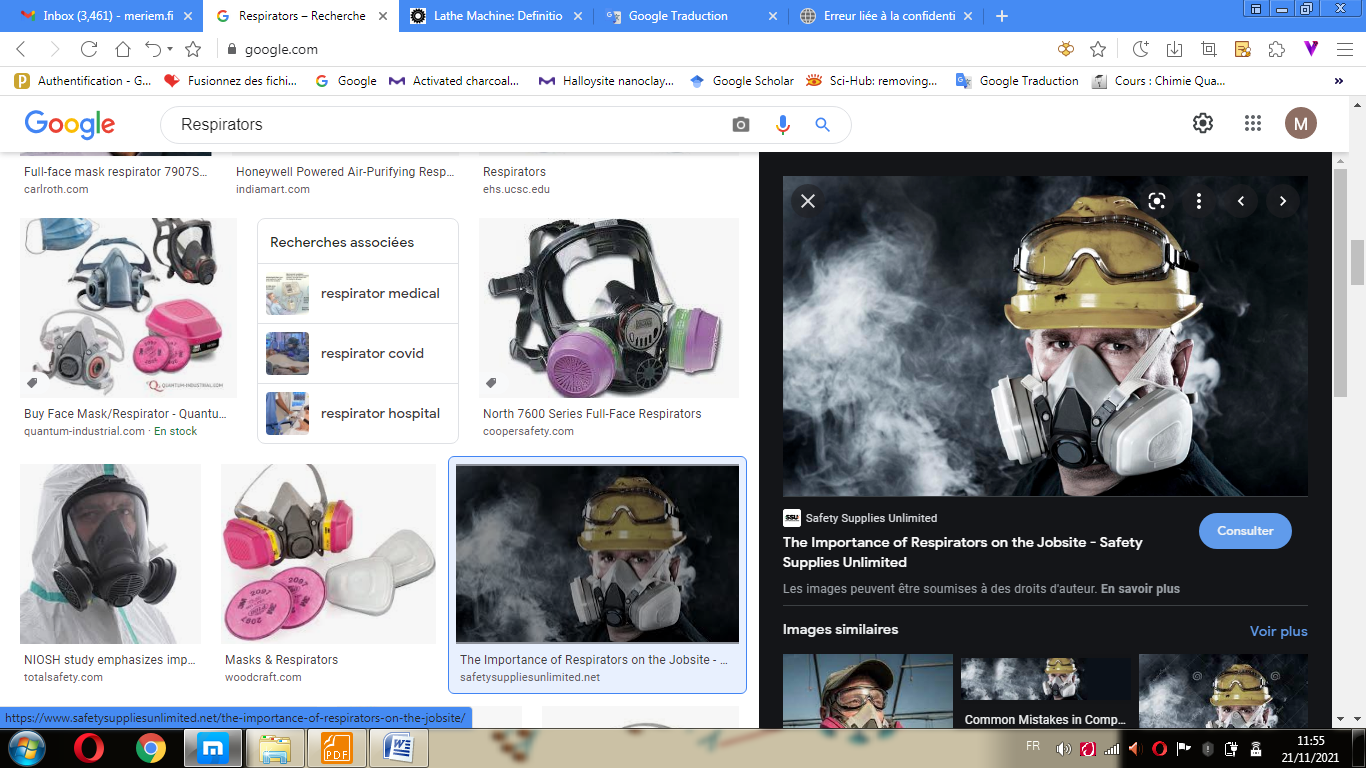 Inbox (3,461) - meriem.fi
Respirators – Recherche
Lathe Machine: Definitio
Google Traduction
Erreur liée à la confidenti
google.com
Authentification - G...
Fusionnez des fichi...
Google
Activated charcoal...
Halloysite nanoclay...
Google Scholar
Sci-Hub: removing...
Google Traduction
Cours : Chimie Qua...
»
Google
Respirators
M
Full-face mask respirator 7907S...
carlroth.com
Honeywell Powered Air-Purifying Resp...
indiamart.com
Respirators
ehs.ucsc.edu
QUANTUM-INDUSTRIAL.COM
Buy Face Mask/Respirator - Quantu...
quantum-industrial.com · En stock
Recherches associées
respirator medical
respirator covid
respirator hospital
North 7600 Series Full-Face Respirators
coopersafety.com
NIOSH study emphasizes imp...
totalsafety.com
2097
2097
Masks & Respirators
woodcraft.com
The Importance of Respirators on the Jobsite - ...
safetysuppliesunlimited.net
SSU
Safety Supplies Unlimited
The Importance of Respirators on the Jobsite - Safety
Supplies Unlimited
Consulter
Les images peuvent être soumises à des droits d'auteur. En savoir plus
Images similaires
Voir plus
Common Mistakes in Comp...
https://www.safetysuppliesunlimited.net/the-importance-of-respirators-on-the-jobsite/
PDF
FR
11:55
21/11/2021